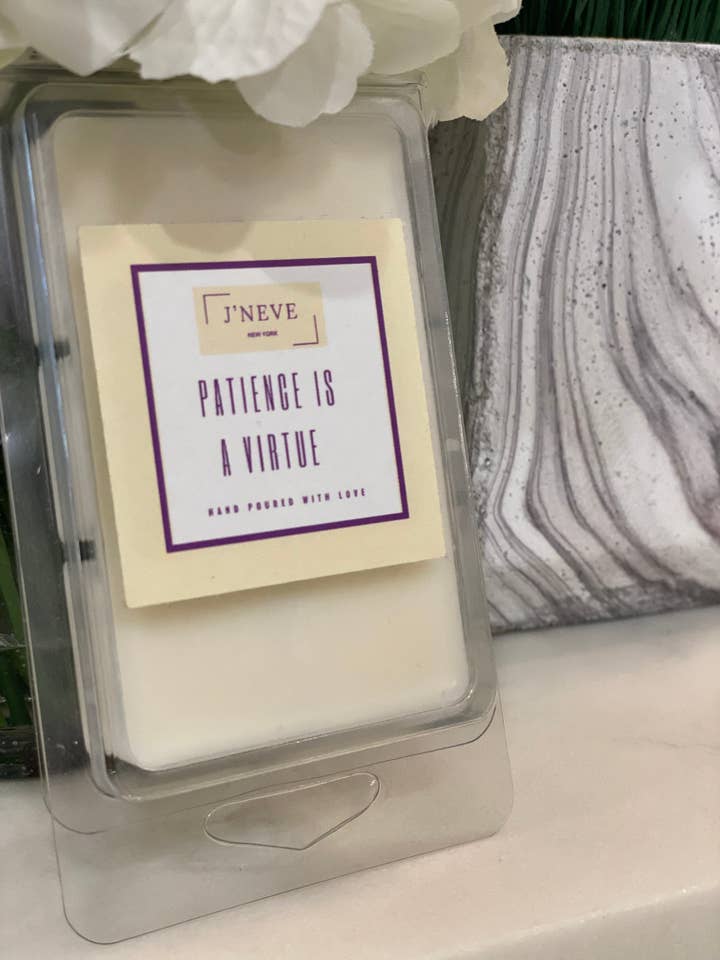 J'NEVE
NEW YORK
PATIENCE IS
A VIRTUE
HAND POURED WITH LOVE